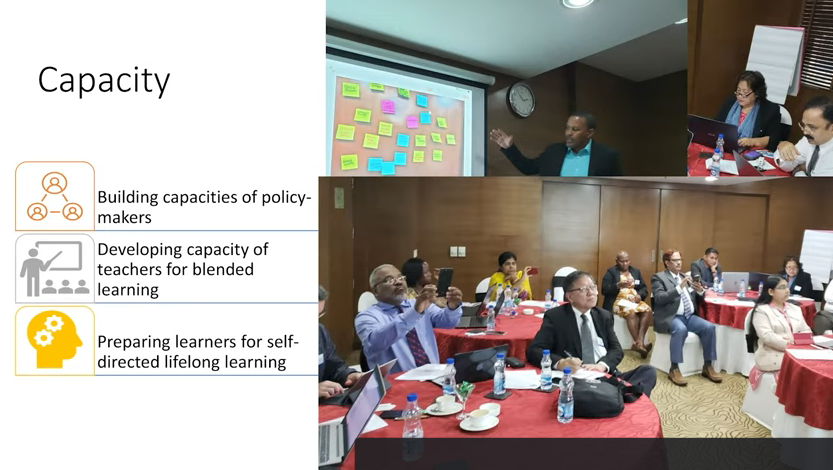 Capacity
Building capacities of policy-
makers
Developing capacity of
teachers for blended
learning
Preparing learners for self-
directed lifelong learning